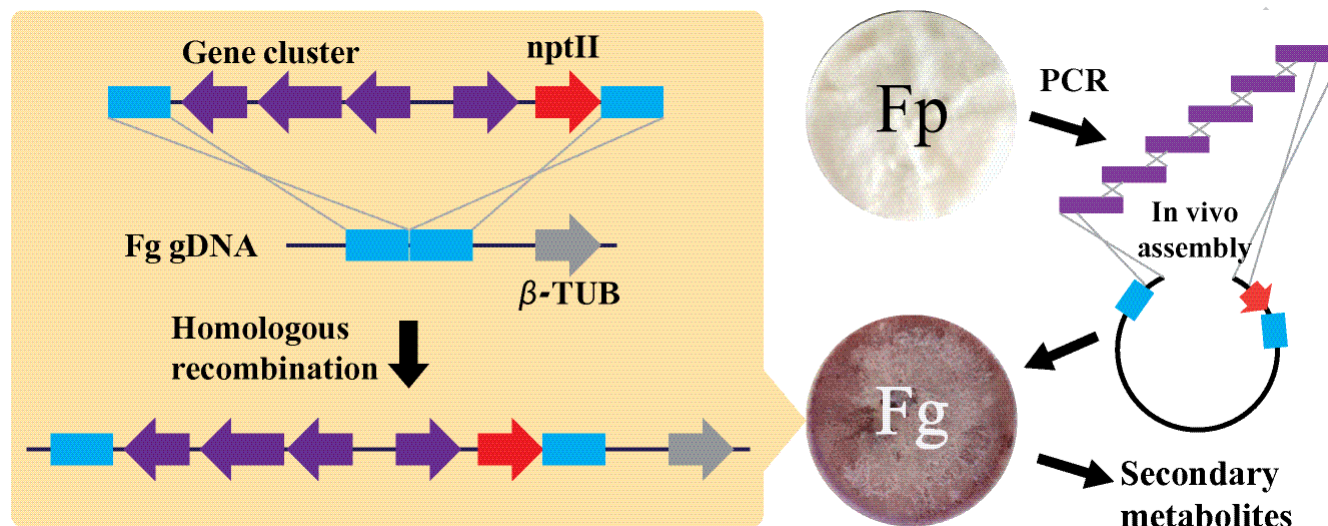 Gene cluster
nptII
Fg gDNA
β-TUB
Homologous
recombination
Fp
PCR
In vivo
assembly
Fg
Secondary
metabolites